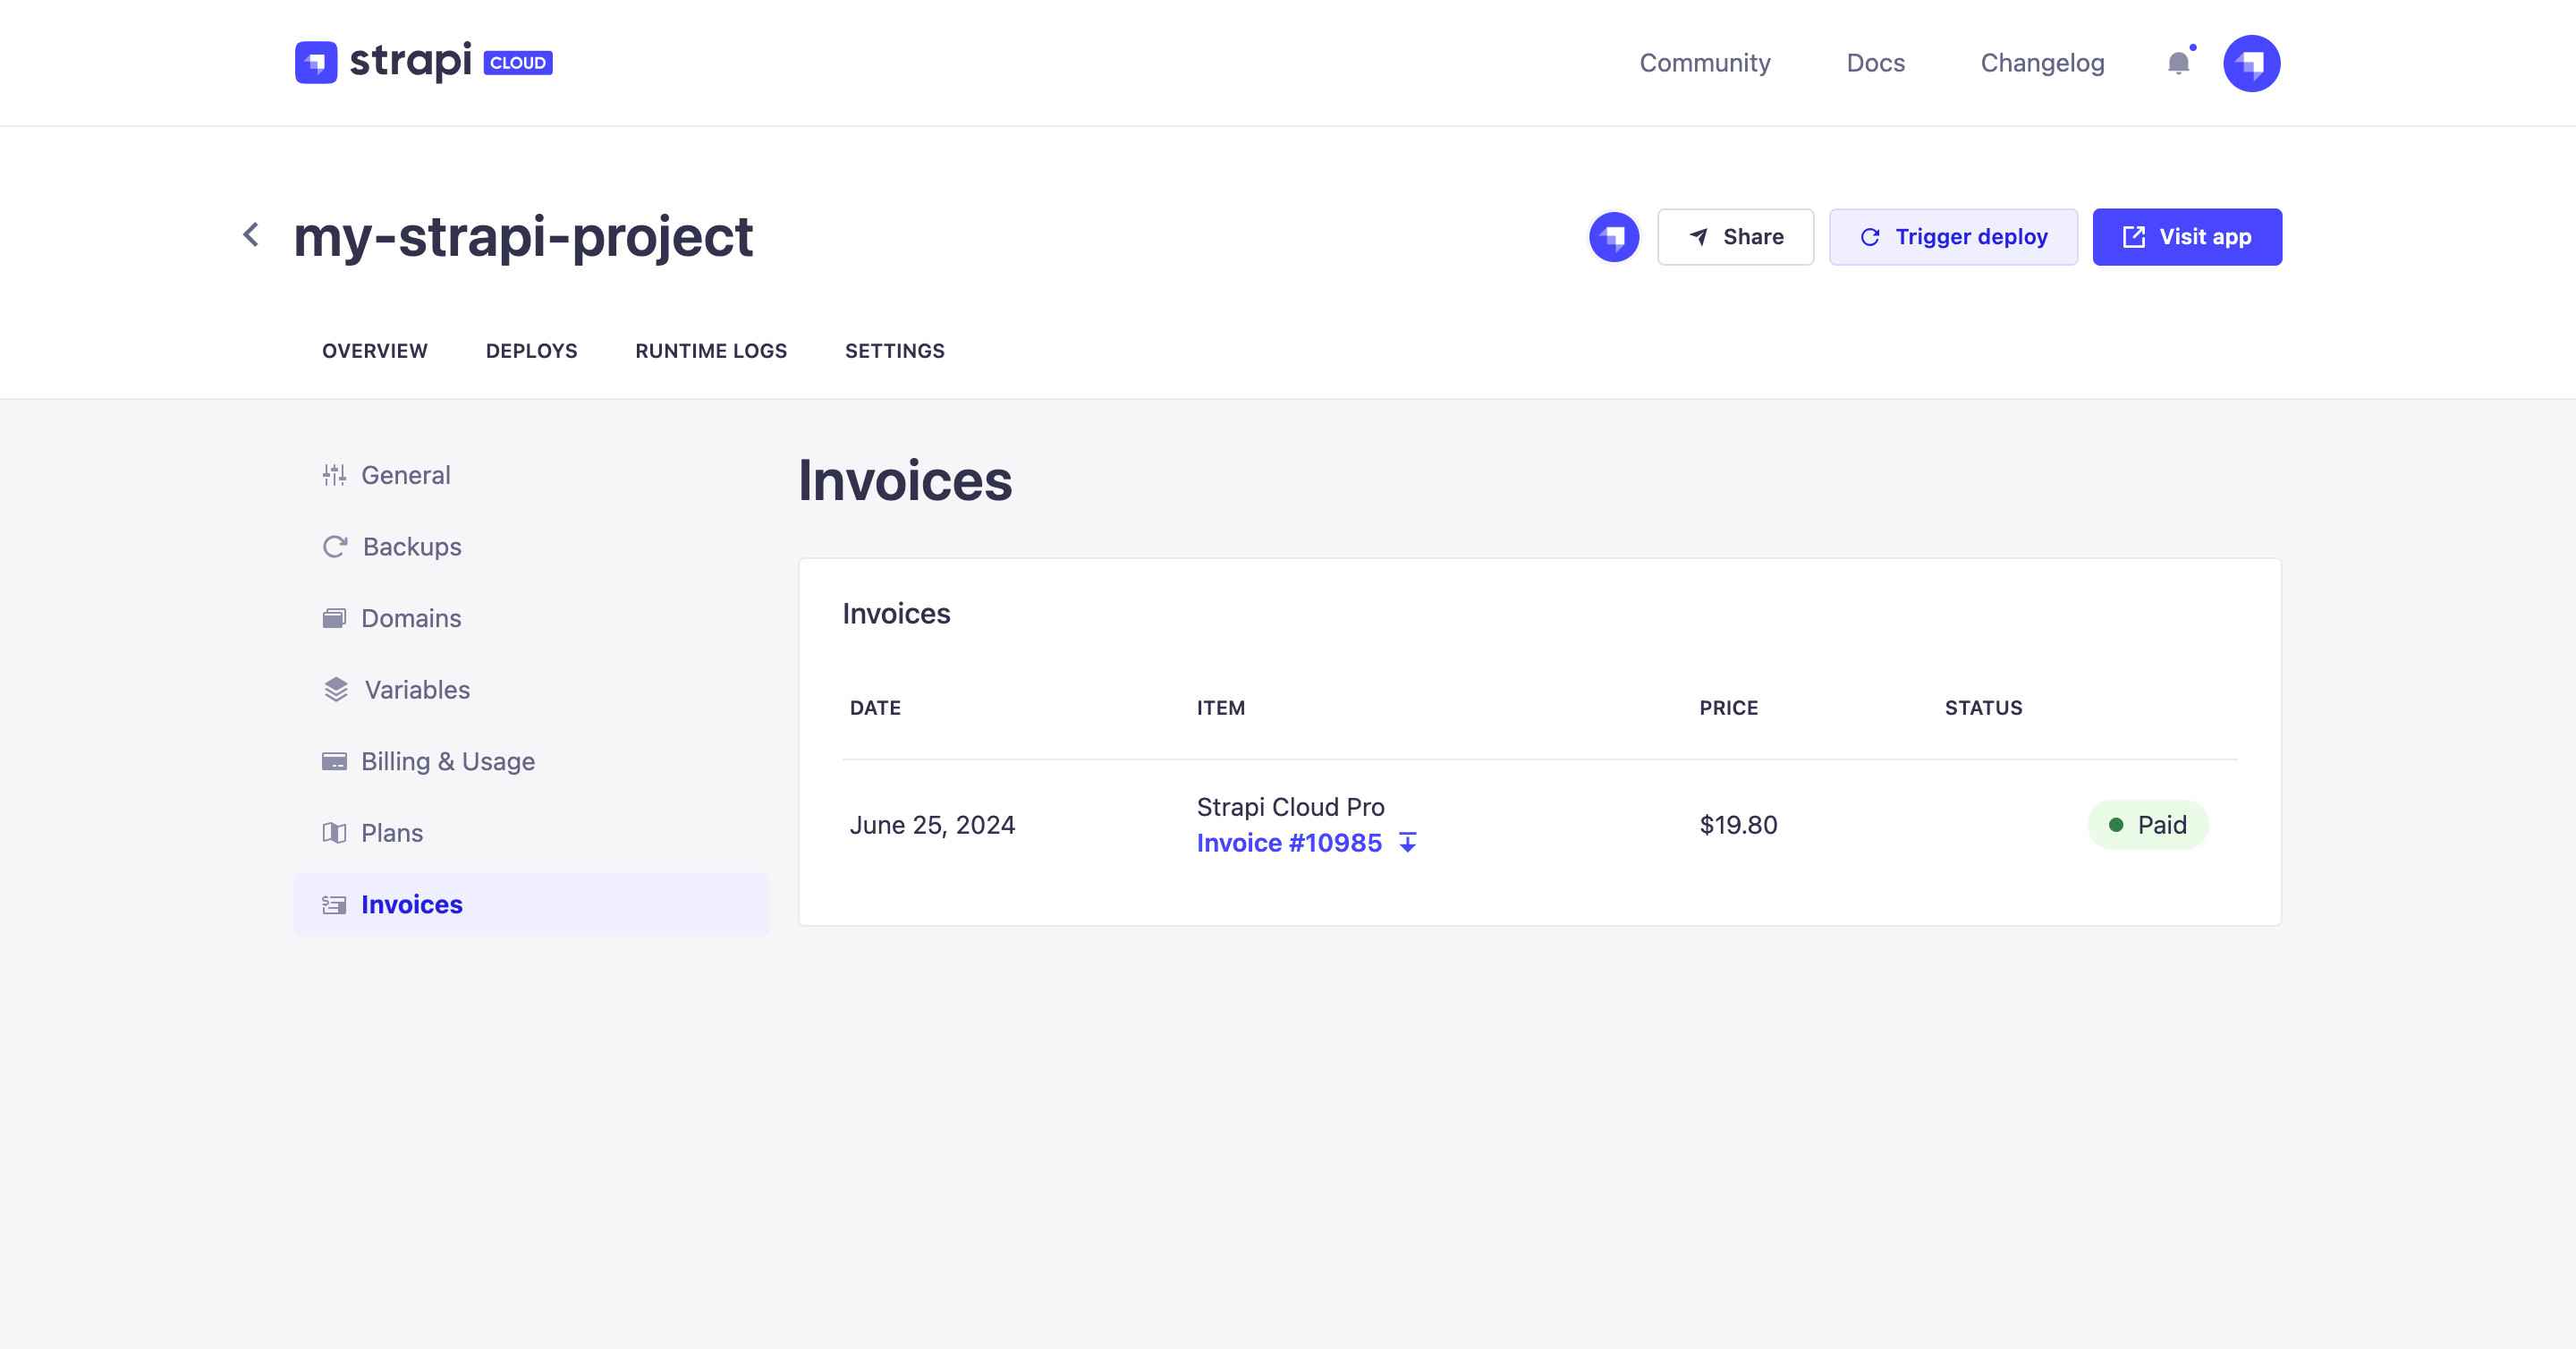 strapi CLOUD
Community
Docs
Changelog
my-strapi-project
Share
Trigger deploy
Visit app
OVERVIEW
DEPLOYS
RUNTIME LOGS
SETTINGS
General
Backups
Domains
Variables
Billing & Usage
Plans
Invoices
Invoices
Invoices
DATE
ITEM
PRICE
STATUS
June 25, 2024
Strapi Cloud Pro
Invoice #10985
$19.80
Paid